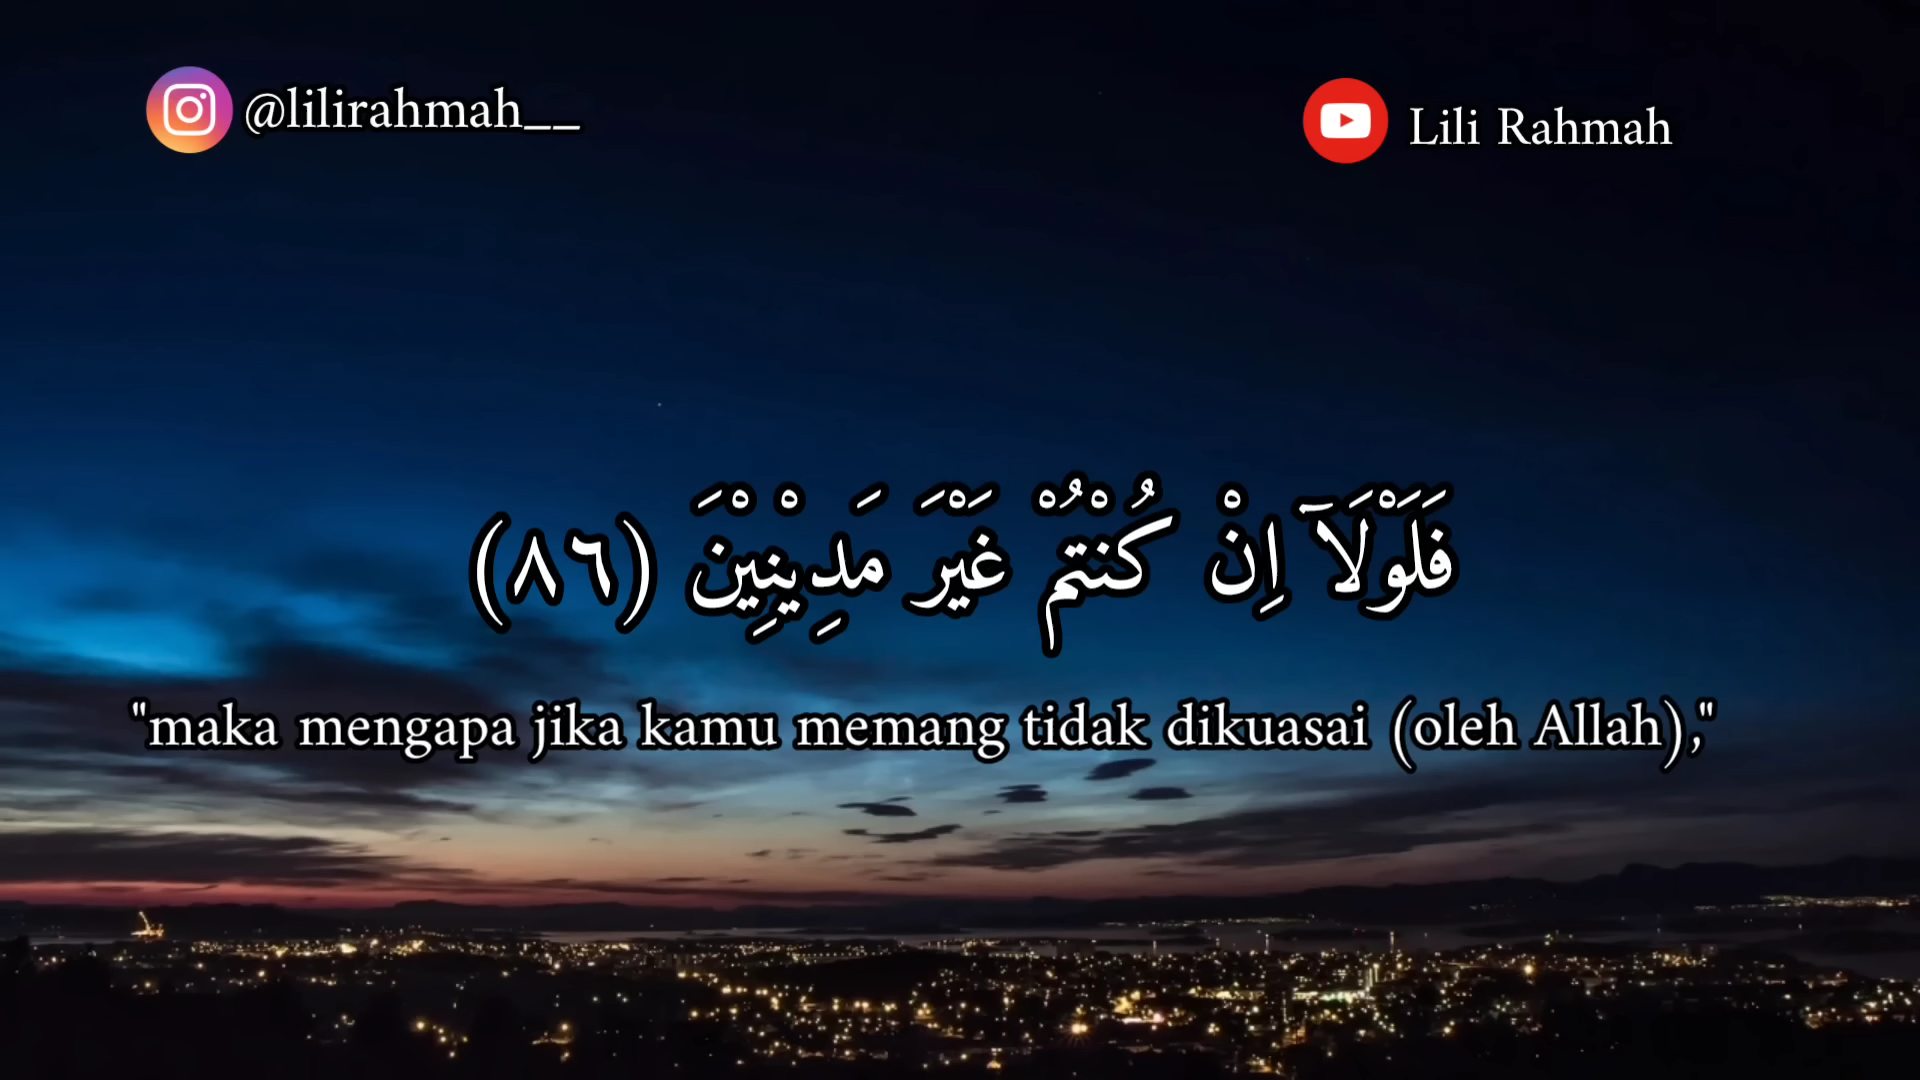 @lilirahmah__
Lili Rahmah
فَلَوْلَآ اِنْ كُنْتُمْ غَيْرَ مَدِيْنِيْنَ (٨٦)
"maka mengapa jika kamu memang tidak dikuasai (oleh Allah),"